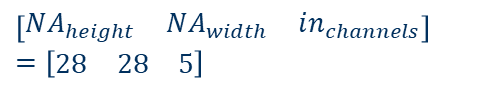 [NA_height NA_width in_channels]
= [28 28 5]